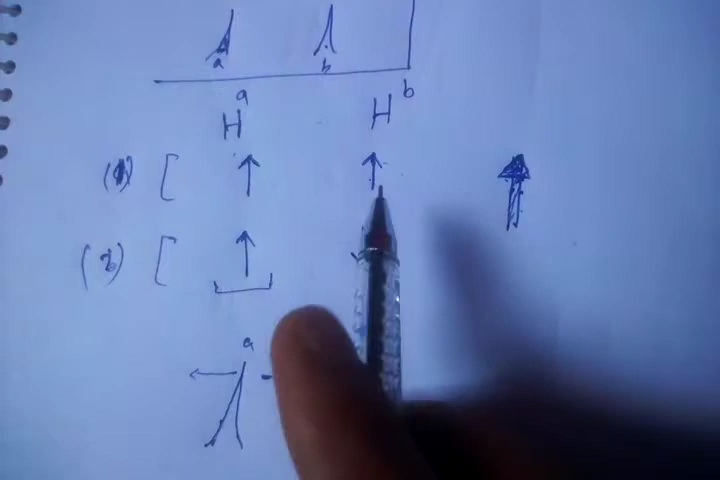 a b
H^a H^b
(1) [ ↑ ↑
(2) [ ↑
a